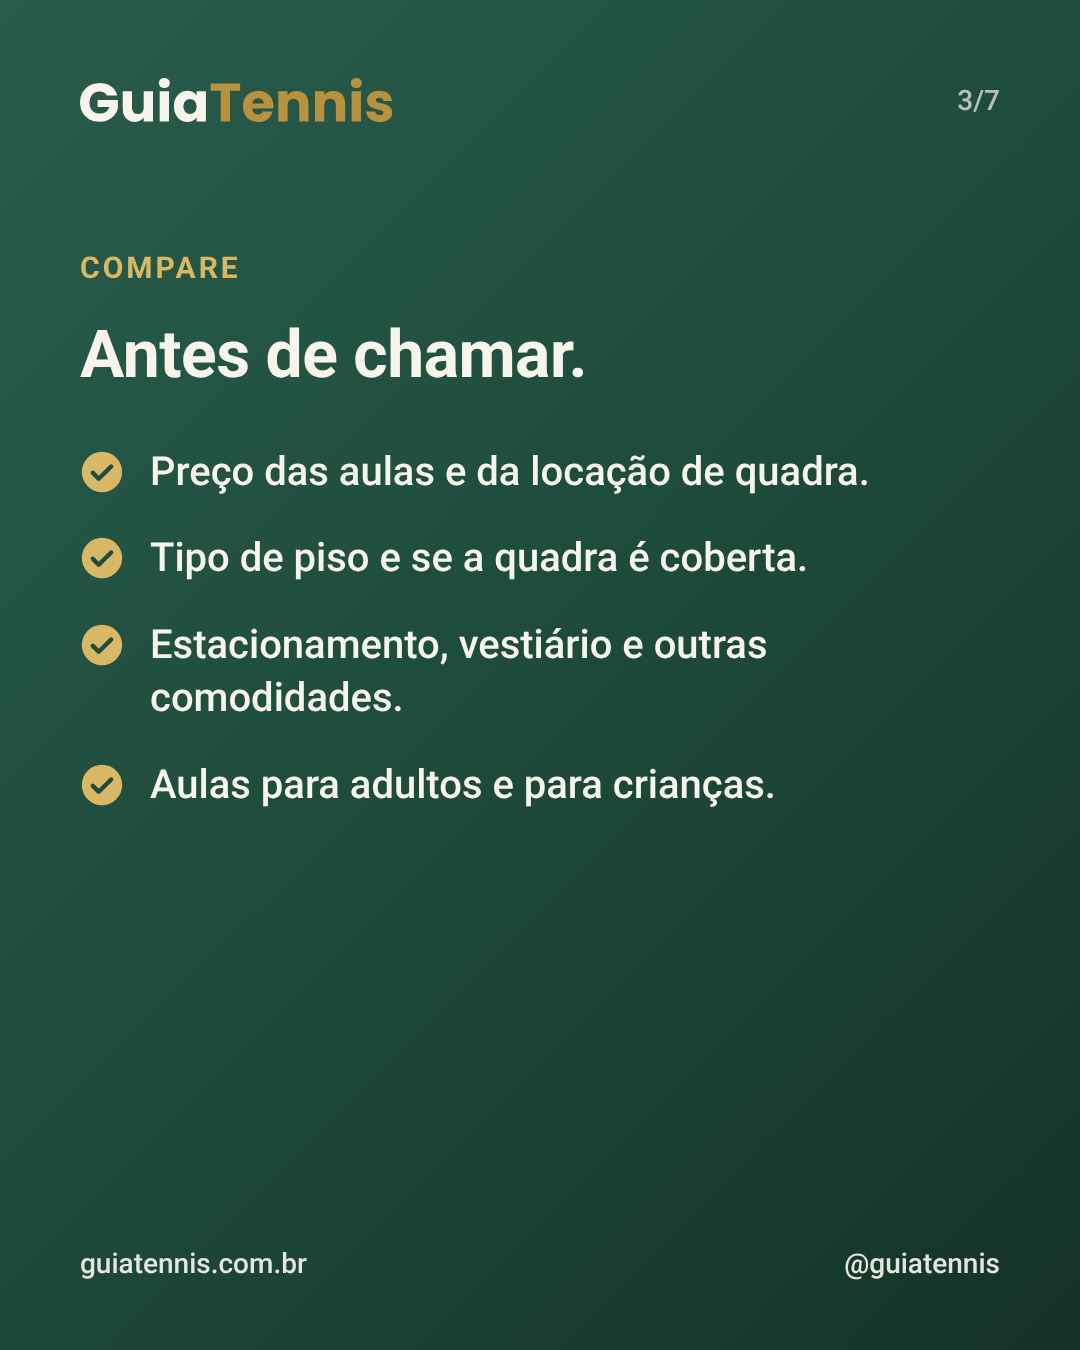 GuiaTennis
3/7
COMPARE
Antes de chamar.
Preço das aulas e da locação de quadra.
Tipo de piso e se a quadra é coberta.
Estacionamento, vestiário e outras
comodidades.
Aulas para adultos e para crianças.
guiatennis.com.br
@guiatennis